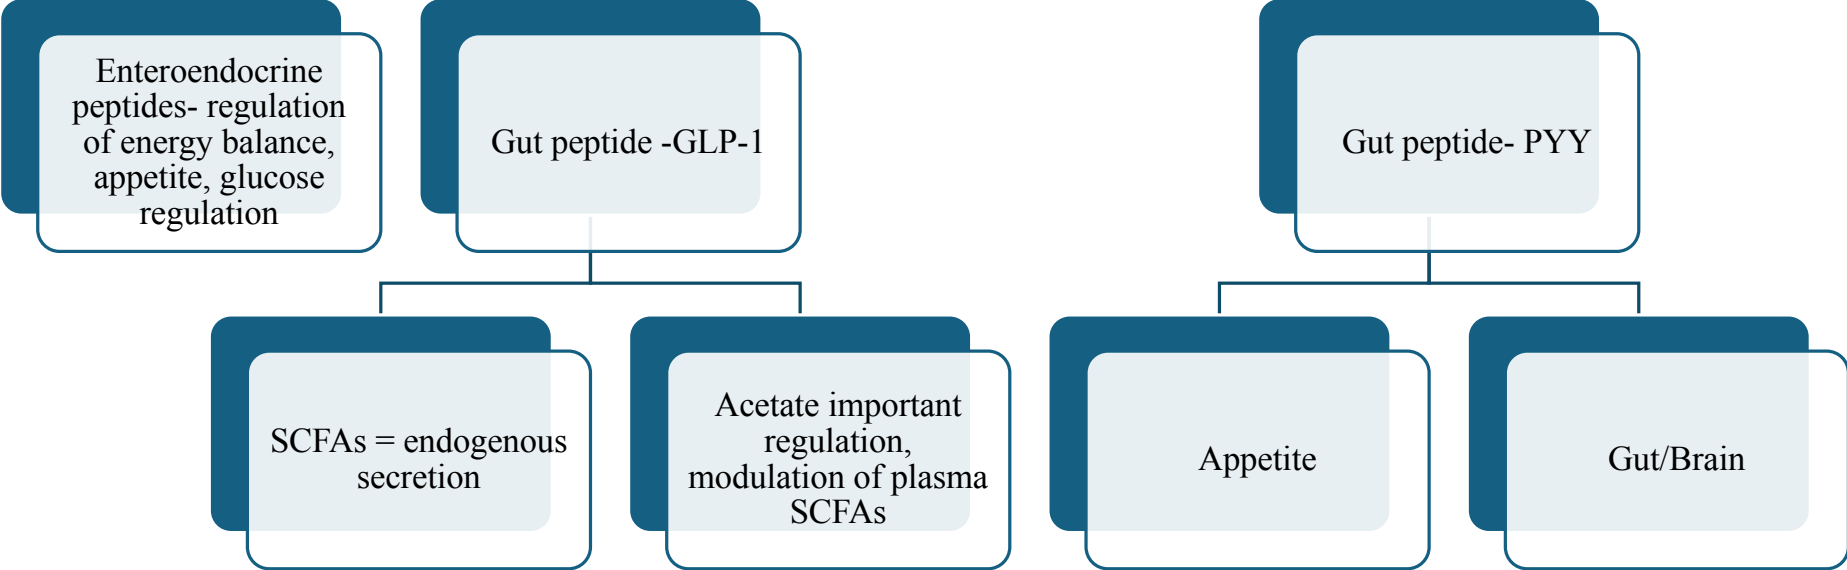 Enteroendocrine
peptides- regulation
of energy balance,
appetite, glucose
regulation
Gut peptide -GLP-1
Gut peptide- PYY
SCFAs = endogenous
secretion
Acetate important
regulation,
modulation of plasma
SCFAs
Appetite
Gut/Brain